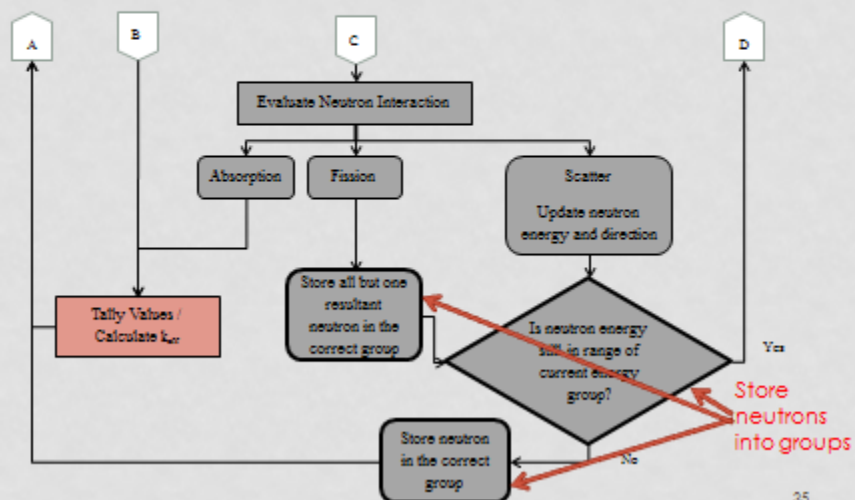 A
B
C
D
Evaluate Neutron Interaction
Absorption
Fission
Scatter
Update neutron
energy and direction
Store all but one
resultant
neutron in the
correct group
Tally Values /
Calculate keff
Is neutron energy
still in range of
current energy
group?
Yes
Store
neutrons
into groups
Store neutron
in the correct
group
No
25